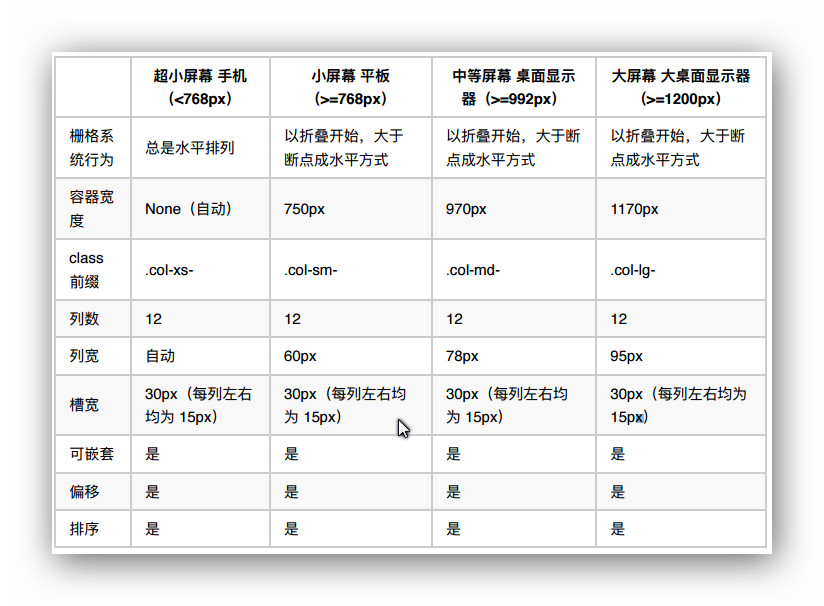 超小屏幕 手机 小屏幕 平板 中等屏幕 桌面显示 大屏幕 大桌面显示器
（<768px） （>=768px） 器（>=992px） （>=1200px）
栅格系 总是水平排列 以折叠开始，大于 以折叠开始，大于断 以折叠开始，大于断
统行为 断点成水平方式 点成水平方式 点成水平方式
容器宽 None（自动） 750px 970px 1170px
度
class .col-xs- .col-sm- .col-md- .col-lg-
前缀
列数 12 12 12 12
列宽 自动 60px 78px 95px
槽宽 30px（每列左右 30px（每列左右均 30px（每列左右均 30px（每列左右均为
均为 15px） 为 15px） 为 15px） 15px）
可嵌套 是 是 是 是
偏移 是 是 是 是
排序 是 是 是 是